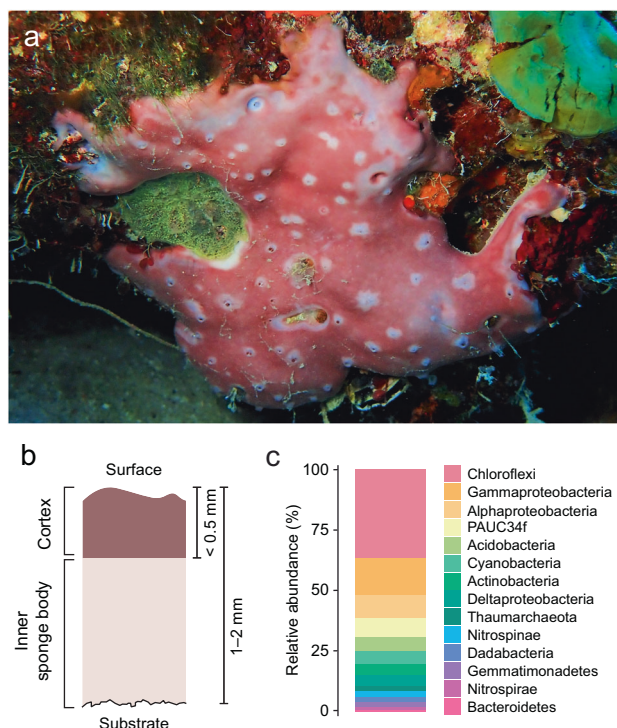 a
b
Surface
Cortex
< 0.5 mm
Inner
sponge body
1–2 mm
Substrate
c
Relative abundance (%)
100
75
50
25
0
Chloroflexi
Gammaproteobacteria
Alphaproteobacteria
PAUC34f
Acidobacteria
Cyanobacteria
Actinobacteria
Deltaproteobacteria
Thaumarchaeota
Nitrospinae
Dadabacteria
Gemmatimonadetes
Nitrospirae
Bacteroidetes